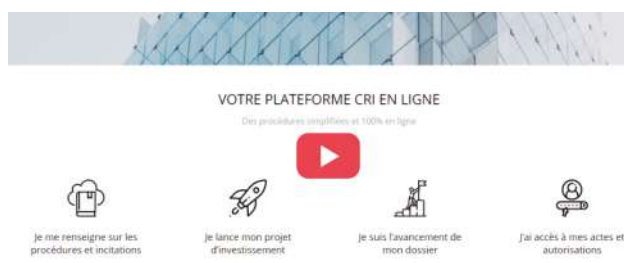 VOTRE PLATEFORME CRI EN LIGNE
Des procédures simplifiées et 100% en ligne
Je me renseigne sur les
procédures et incitations
Je lance mon projet
d'investissement
Je suis l'avancement de
mon dossier
J'ai accès à mes actes et
autorisations